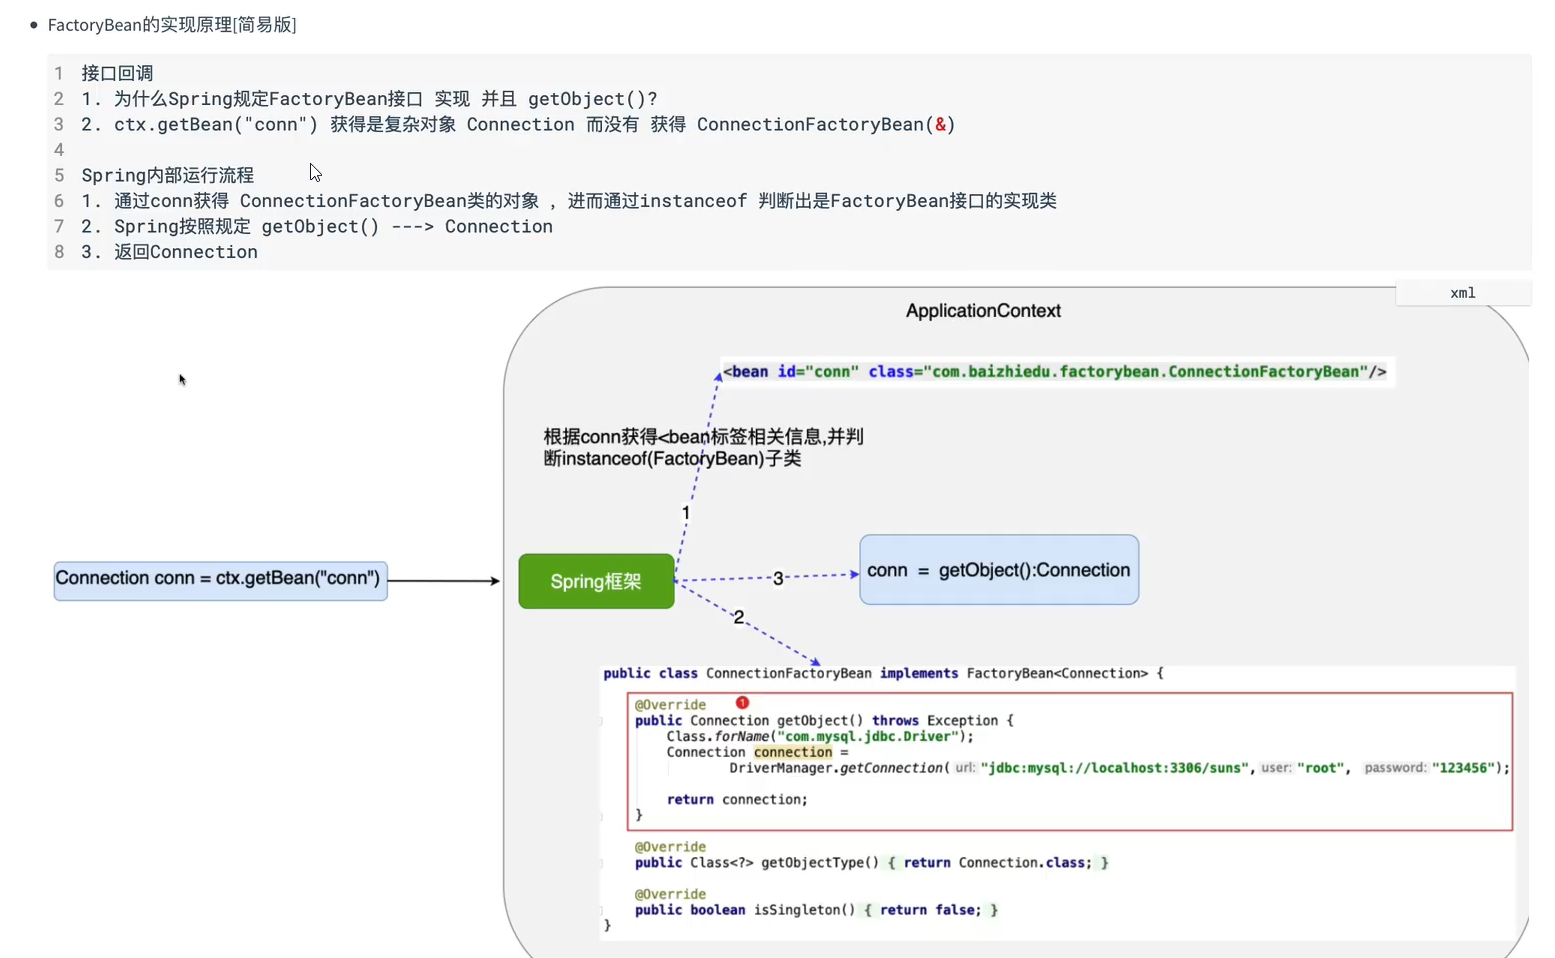 FactoryBean的实现原理[简易版]
1 接口回调
2 1. 为什么Spring规定FactoryBean接口 实现 并且 getObject()?
3 2. ctx.getBean("conn") 获得是复杂对象 Connection 而没有 获得 ConnectionFactoryBean(&)
4
5 Spring内部运行流程
6 1. 通过conn获得 ConnectionFactoryBean类的对象 , 进而通过instanceof 判断出是FactoryBean接口的实现类
7 2. Spring按照规定 getObject() ---> Connection
8 3. 返回Connection
xml
ApplicationContext
<bean id="conn" class="com.baizhiedu.factorybean.ConnectionFactoryBean"/>
根据conn获得<bean标签相关信息,并判
断instanceof(FactoryBean)子类
1
Connection conn = ctx.getBean("conn")
Spring框架
3
conn = getObject():Connection
2
public class ConnectionFactoryBean implements FactoryBean<Connection> {
@Override 1
public Connection getObject() throws Exception {
Class.forName("com.mysql.jdbc.Driver");
Connection connection =
DriverManager.getConnection( url: "jdbc:mysql://localhost:3306/suns", user: "root", password: "123456");
return connection;
}
@Override
public Class<?> getObjectType() { return Connection.class; }
@Override
public boolean isSingleton() { return false; }
}